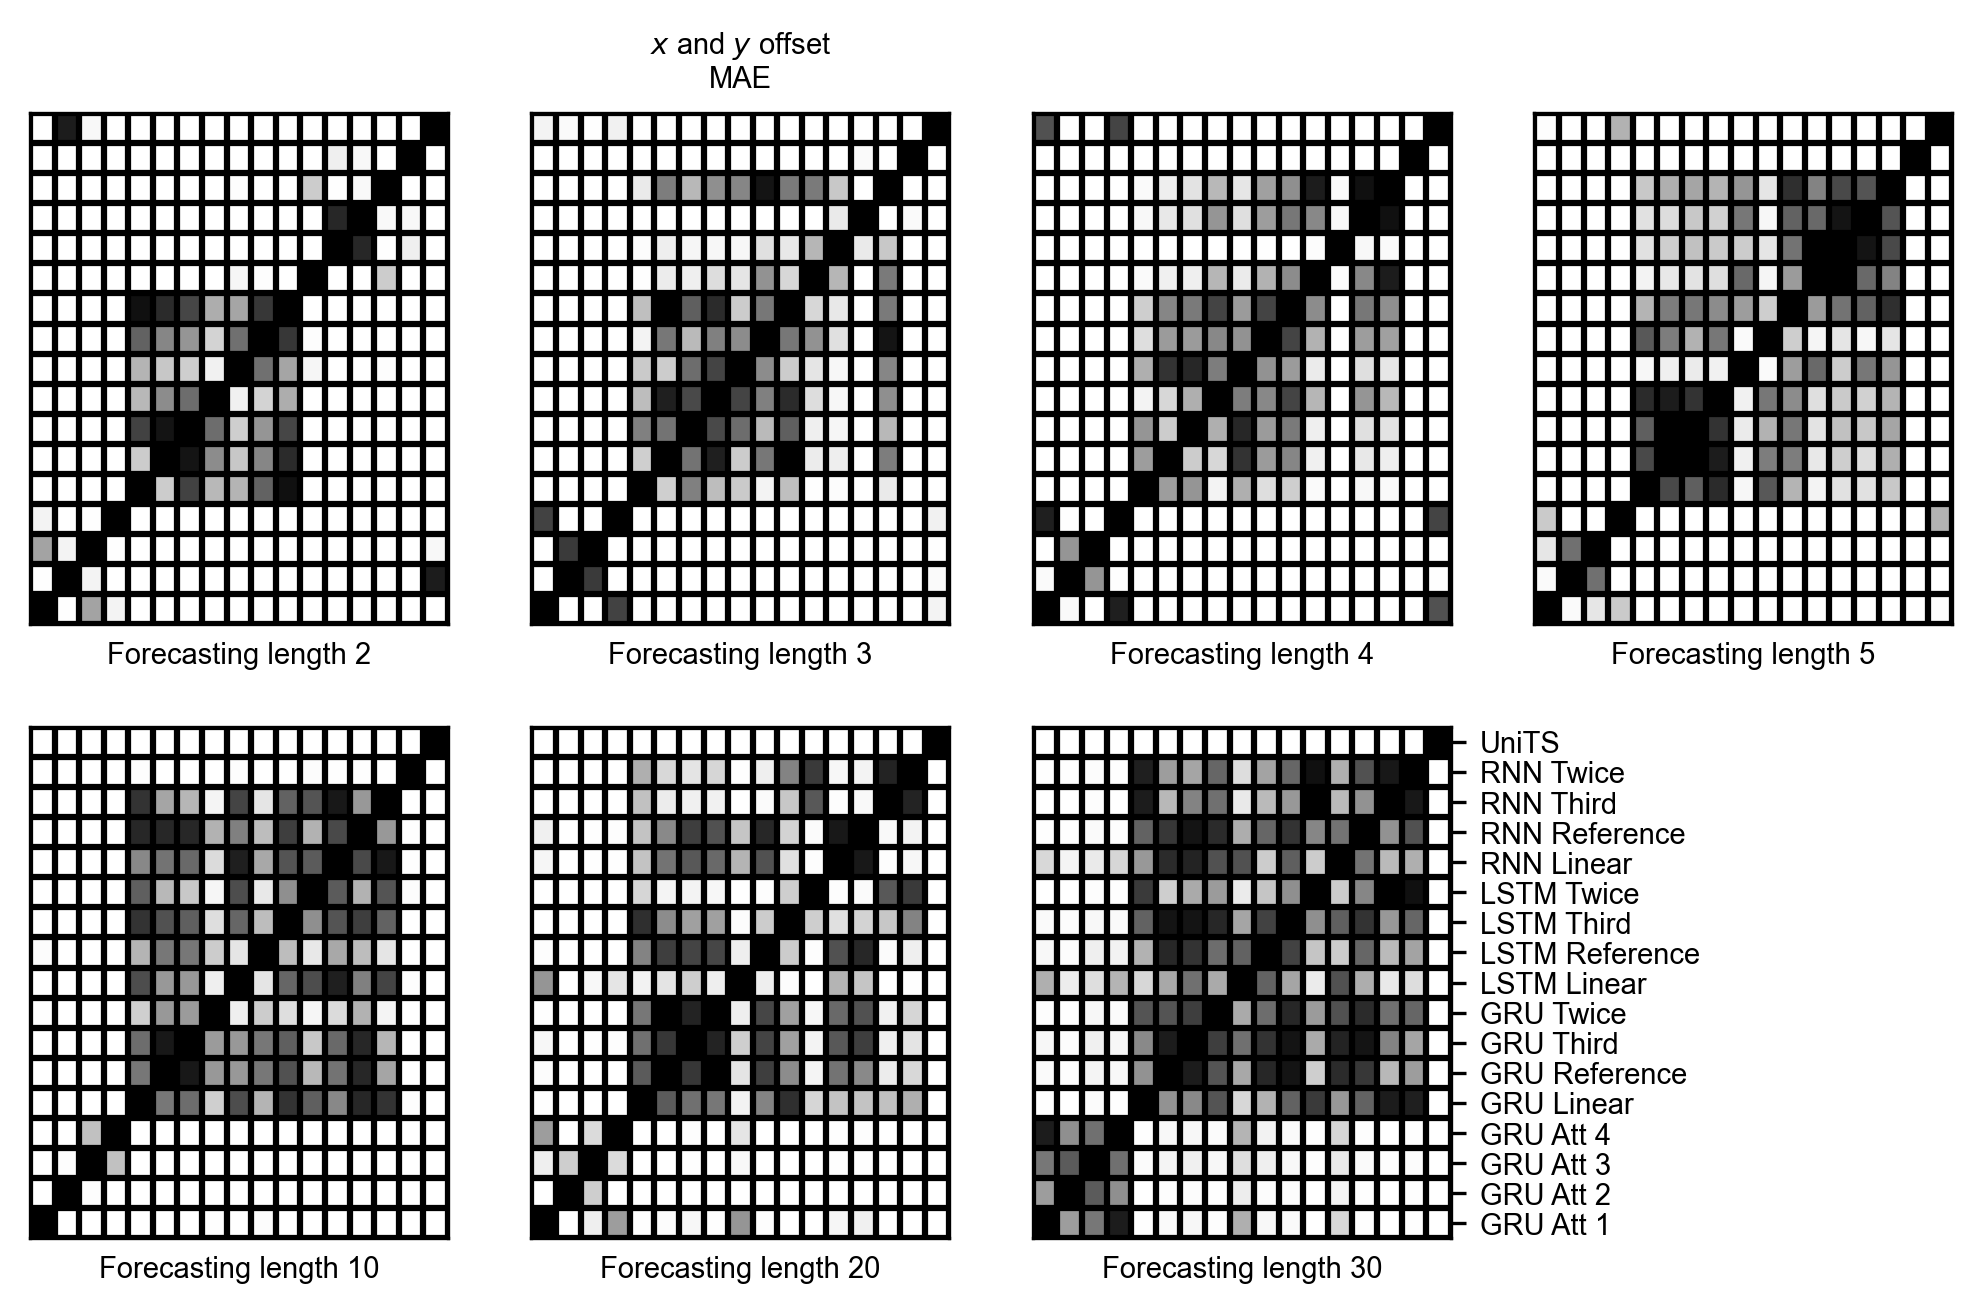 x and y offset
MAE
Forecasting length 2
Forecasting length 3
Forecasting length 4
Forecasting length 5
UniTS
RNN Twice
RNN Third
RNN Reference
RNN Linear
LSTM Twice
LSTM Third
LSTM Reference
LSTM Linear
GRU Twice
GRU Third
GRU Reference
GRU Linear
GRU Att 4
GRU Att 3
GRU Att 2
GRU Att 1
Forecasting length 10
Forecasting length 20
Forecasting length 30